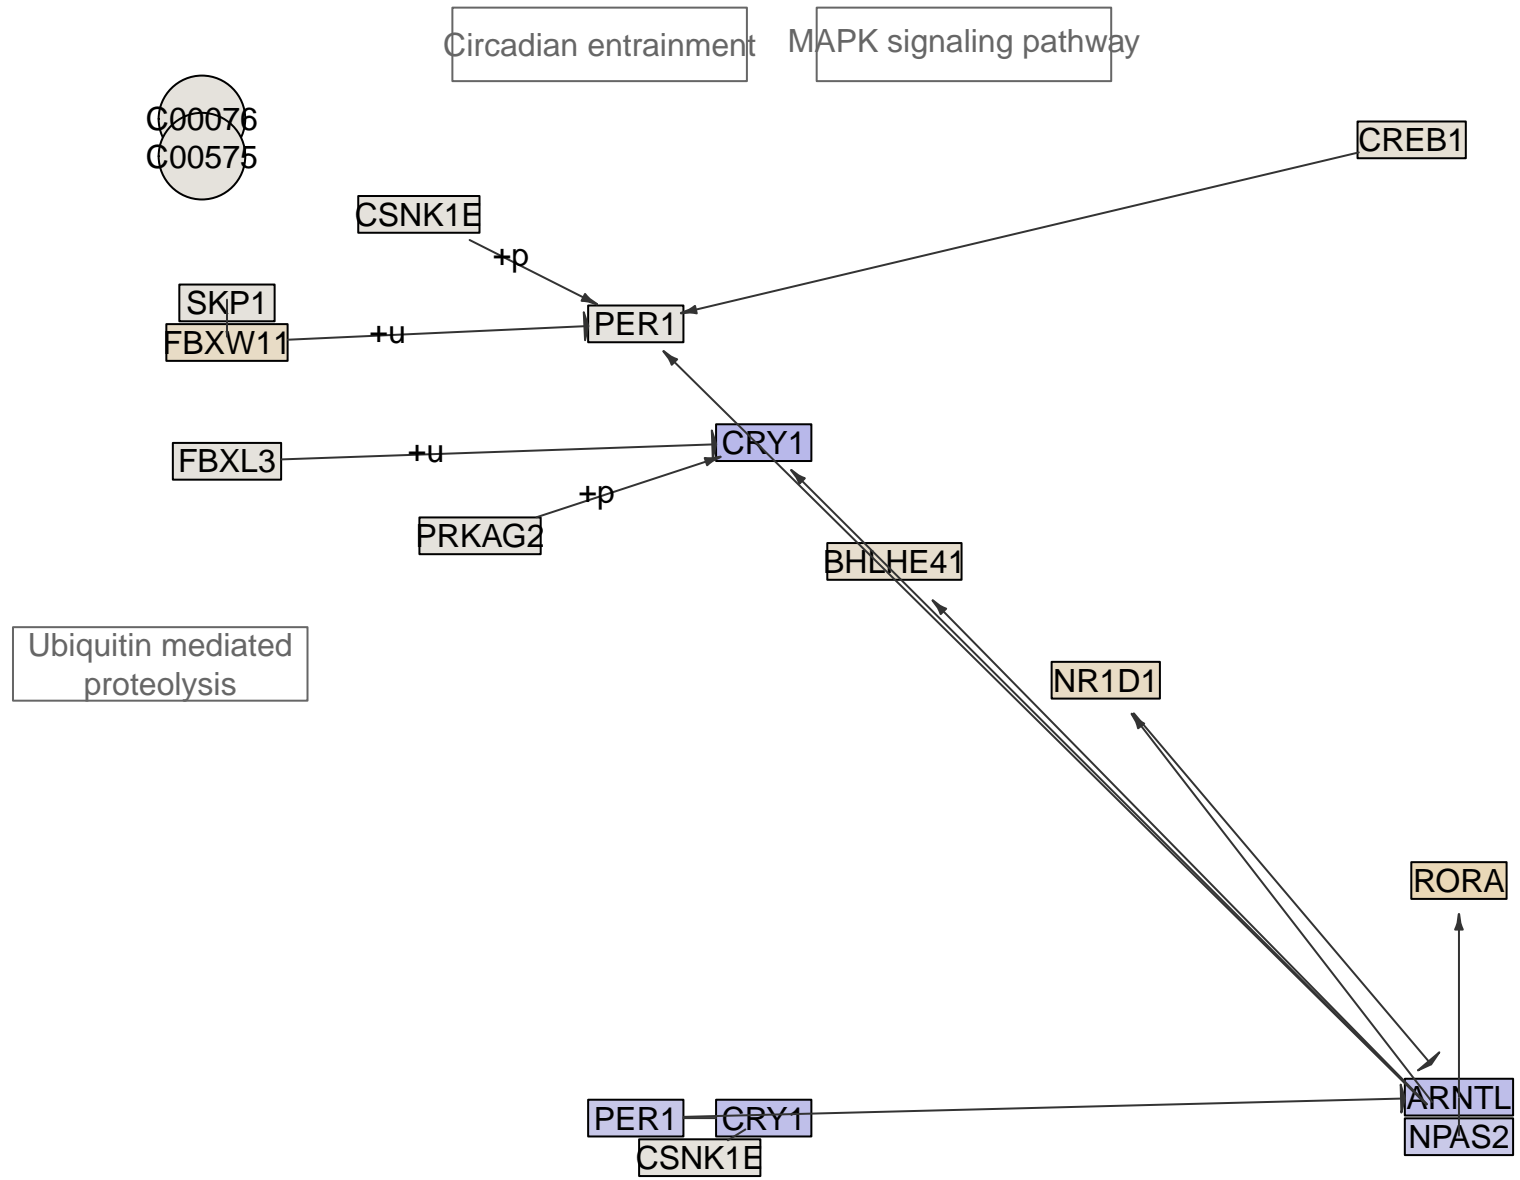 Circadian entrainment
MAPK signaling pathway
C00076
C00575
CREB1
CSNK1E
+p
SKP1
FBXW11
+u
PER1
FBXL3
+u
CRY1
+p
PRKAG2
BHLHE41
Ubiquitin mediated
proteolysis
NR1D1
RORA
ARNTL
NPAS2
PER1
CRY1
CSNK1E